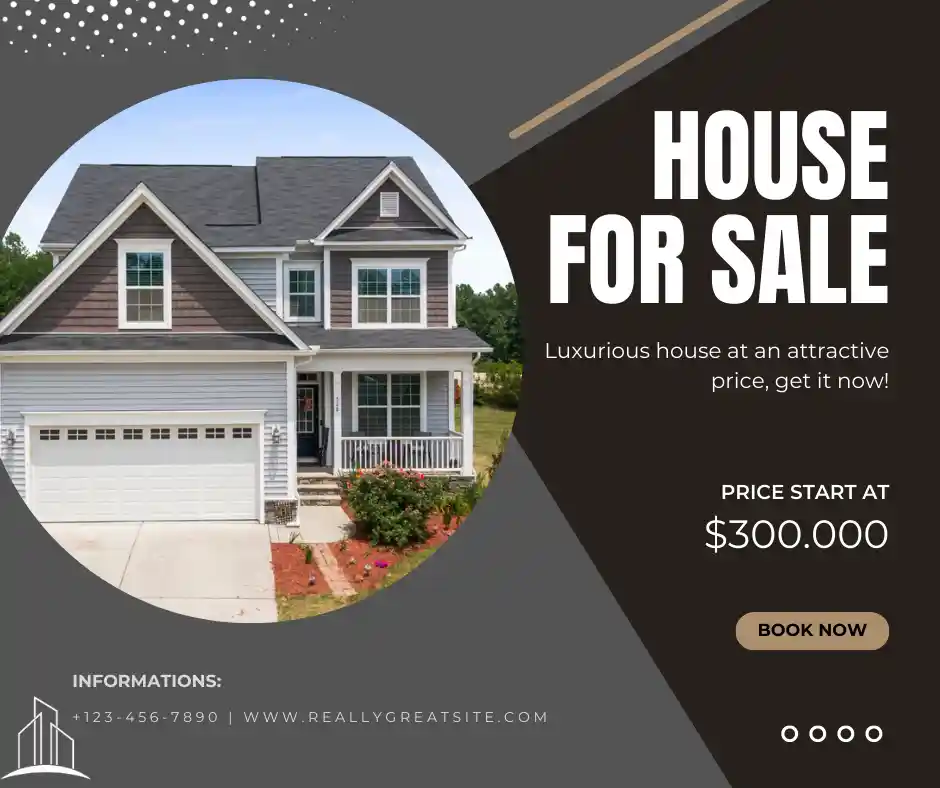 HOUSE
FOR SALE
Luxurious house at an attractive
price, get it now!
PRICE START AT
$300.000
BOOK NOW
INFORMATIONS:
+123-456-7890 | WWW.REALLYGREATSITE.COM